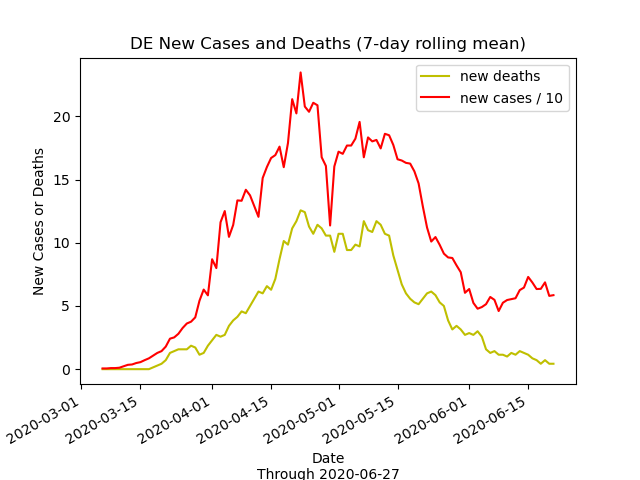 DE New Cases and Deaths (7-day rolling mean)
new deaths
new cases / 10
New Cases or Deaths
20
15
10
5
0
2020-03-01
2020-03-15
2020-04-01
2020-04-15
2020-05-01
2020-05-15
2020-06-01
2020-06-15
Date
Through 2020-06-27